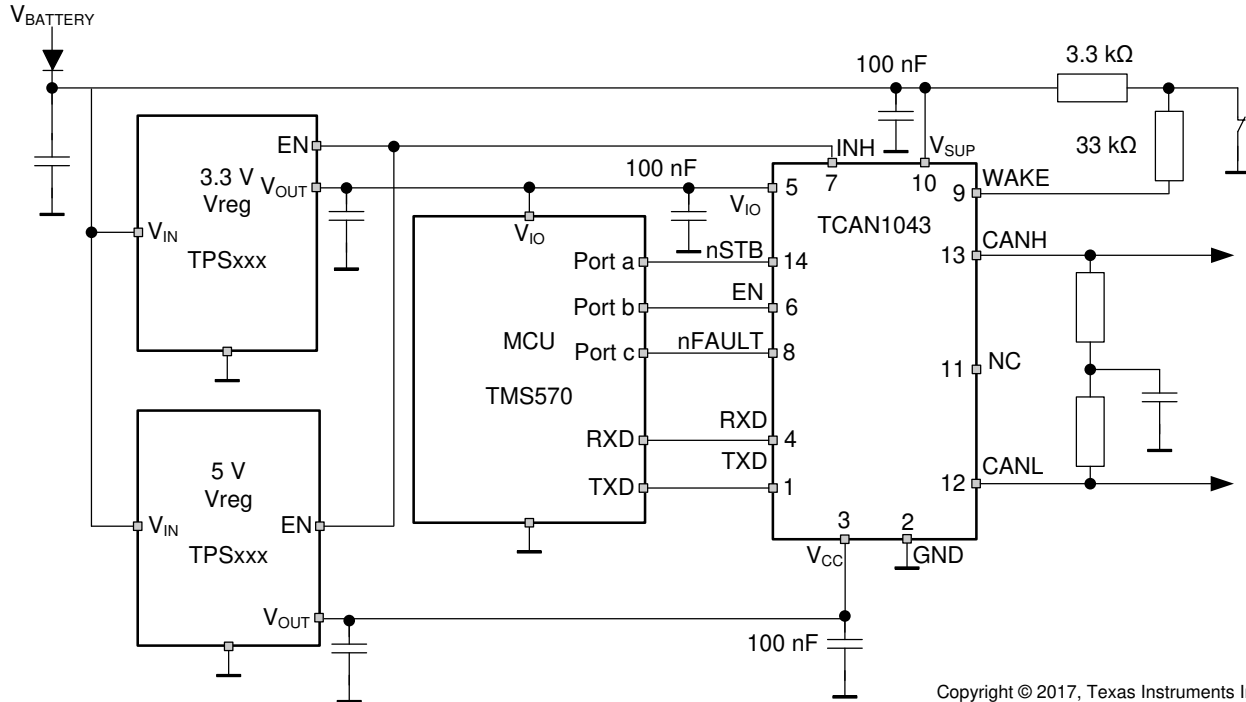 VBATTERY
100 nF
3.3 kΩ
33 kΩ
EN
3.3 V
Vreg
VOUT
VIN
TPSxxx
100 nF
INH
7
VSUP
10
5
VIO
TCAN1043
9
WAKE
VIO
Port a
nSTB
14
13
CANH
Port b
EN
6
MCU
Port c
nFAULT
8
11
NC
TMS570
RXD
RXD
4
TXD
TXD
1
12
CANL
5 V
Vreg
VIN
EN
TPSxxx
3
2
VCC
GND
VOUT
100 nF
Copyright © 2017, Texas Instruments